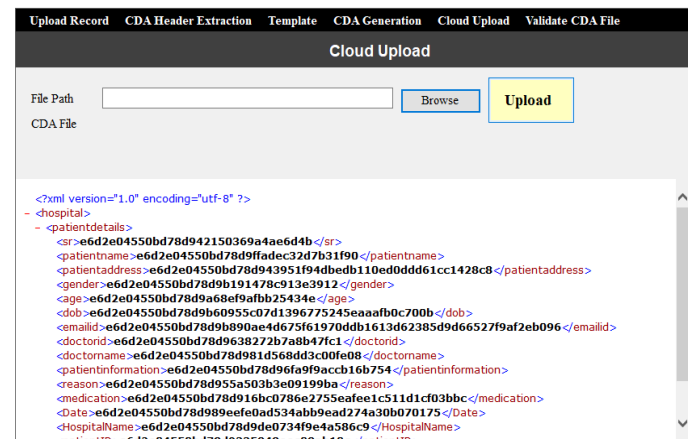 Upload Record CDA Header Extraction Template CDA Generation Cloud Upload Validate CDA File
Cloud Upload
File Path Browse Upload
CDA File
<?xml version="1.0" encoding="utf-8" ?>
- <hospital>
- <patientdetails>
<sr>e6d2e04550bd78d942150369a4ae6d4b</sr>
<patientname>e6d2e04550bd78d9ffadec32d7b31f90</patientname>
<patientaddress>e6d2e04550bd78d943951f94dbedb110ed0ddd61cc1428c8</patientaddress>
<gender>e6d2e04550bd78d9b191478c913e3912</gender>
<age>e6d2e04550bd78d9a68ef9afbb25434e</age>
<dob>e6d2e04550bd78d9b60955c07d1396775245eaaafb0c700b</dob>
<emailid>e6d2e04550bd78d9b890ae4d675f61970ddb1613d62385d9d66527f9af2eb096</emailid>
<doctorid>e6d2e04550bd78d9638272b7a8b47fc1</doctorid>
<doctorname>e6d2e04550bd78d981d568dd3c00fe08</doctorname>
<patientinformation>e6d2e04550bd78d96fa9f9accb16b754</patientinformation>
<reason>e6d2e04550bd78d955a503b3e09199ba</reason>
<medication>e6d2e04550bd78d916bc0786e2755eafee1c511d1cf03bbc</medication>
<Date>e6d2e04550bd78d989eefe0ad534abb9ead274a30b070175</Date>
<HospitalName>e6d2e04550bd78d9de0734f9e4a586c9</HospitalName>